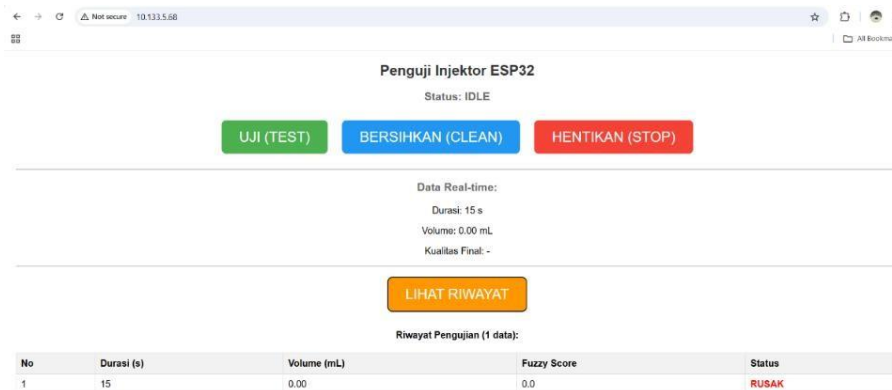 Not secure 10.133.5.68
All Bookma
Penguji Injektor ESP32
Status: IDLE
UJI (TEST) BERSIHKAN (CLEAN) HENTIKAN (STOP)
Data Real-time:
Durasi: 15 s
Volume: 0.00 mL
Kualitas Final: -
LIHAT RIWAYAT
Riwayat Pengujian (1 data):
No Durasi (s) Volume (mL) Fuzzy Score Status
1 15 0.00 0.0 RUSAK